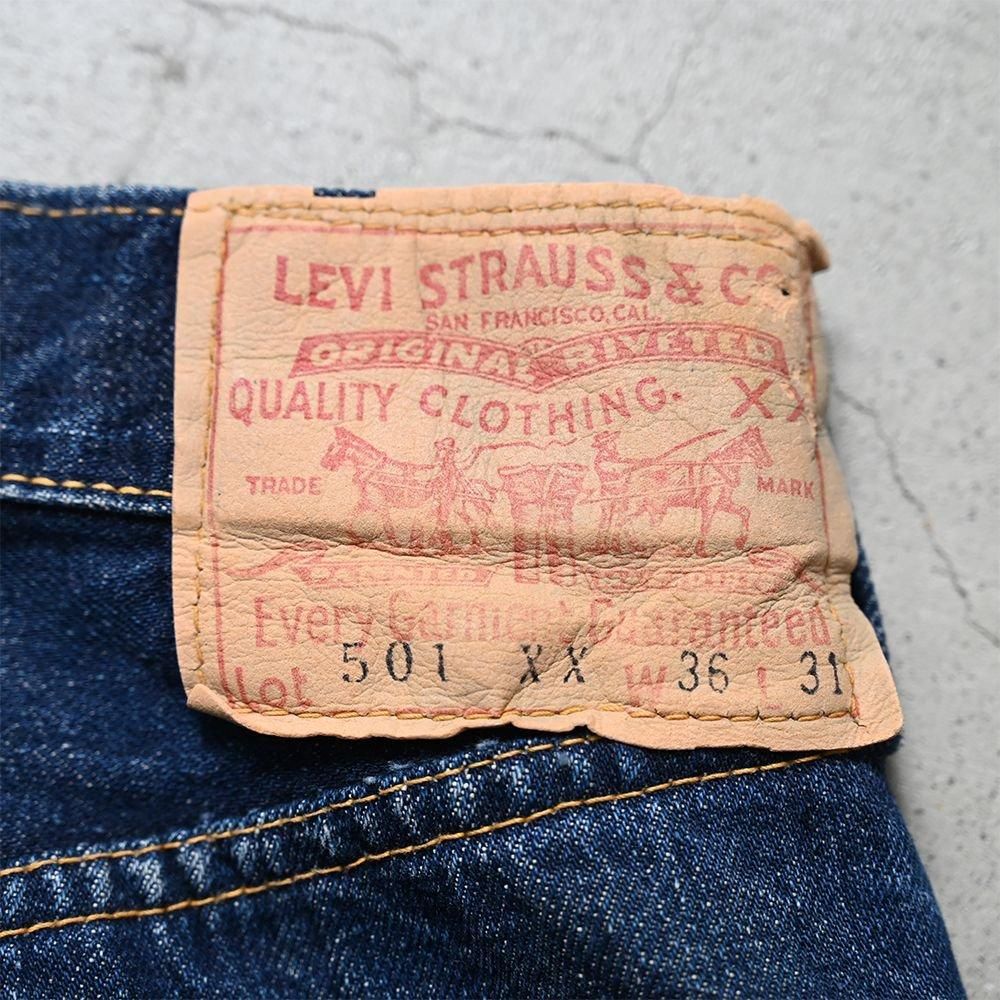 LEVI STRAUSS & Co
SAN FRANCISCO, CAL.
ORIGINAL RIVETED
QUALITY CLOTHING. XX
TRADE MARK
Every Garment Guaranteed
Lot 501 XX W 36 L 31